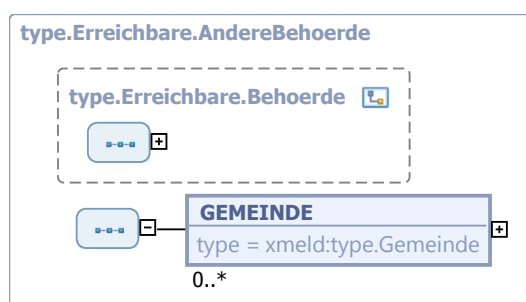 type.Erreichbare.AndereBehoerde
type.Erreichbare.Behoerde
GEMEINDE
type = xmeld:type.Gemeinde
0..*